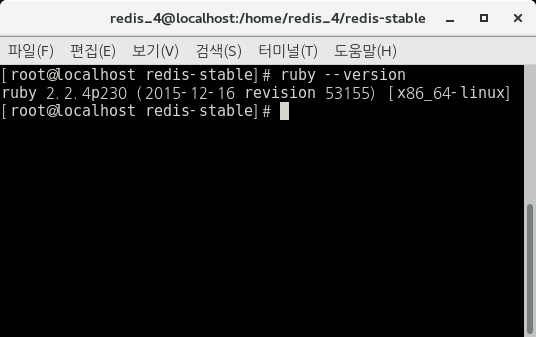 redis_4@localhost:/home/redis_4/redis-stable
파일(F) 편집(E) 보기(V) 검색(S) 터미널(T) 도움말(H)
[root@localhost redis-stable]# ruby --version
ruby 2.2.4p230 (2015-12-16 revision 53155) [x86_64-linux]
[root@localhost redis-stable]#